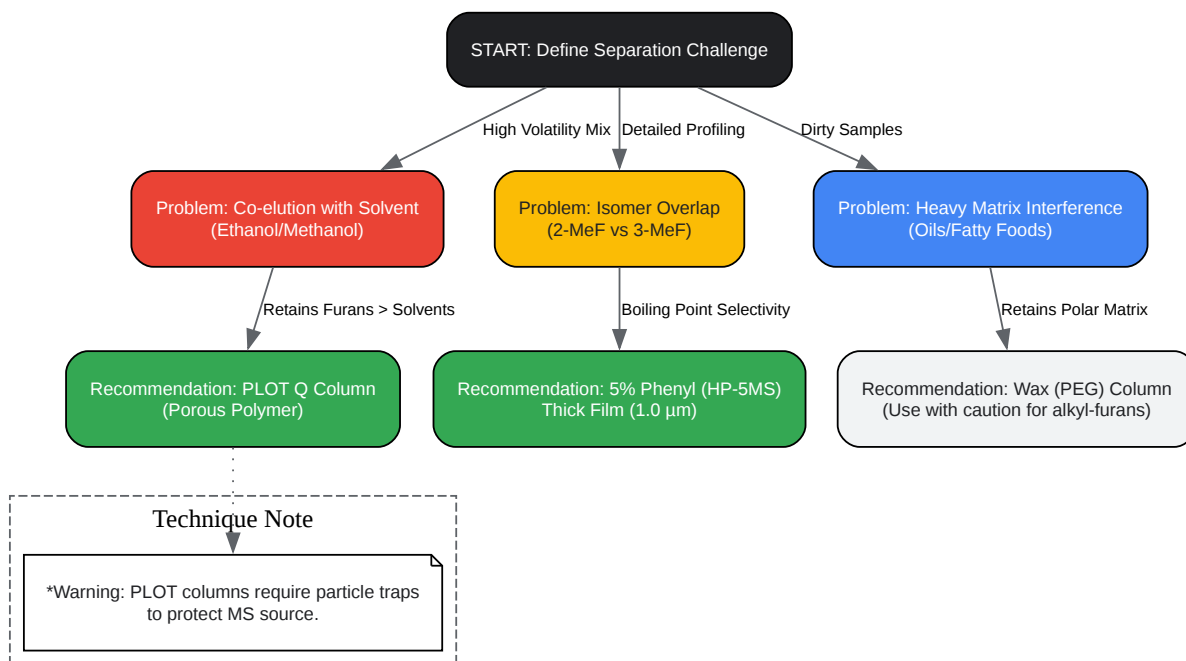 START: Define Separation Challenge
High Volatility Mix
Detailed Profiling
Dirty Samples
Problem: Co-elution with Solvent
(Ethanol/Methanol)
Problem: Isomer Overlap
(2-MeF vs 3-MeF)
Problem: Heavy Matrix Interference
(Oils/Fatty Foods)
Retains Furans > Solvents
Boiling Point Selectivity
Retains Polar Matrix
Recommendation: PLOT Q Column
(Porous Polymer)
Recommendation: 5% Phenyl (HP-5MS)
Thick Film (1.0 µm)
Recommendation: Wax (PEG) Column
(Use with caution for alkyl-furans)
Technique Note
*Warning: PLOT columns require particle traps
to protect MS source.